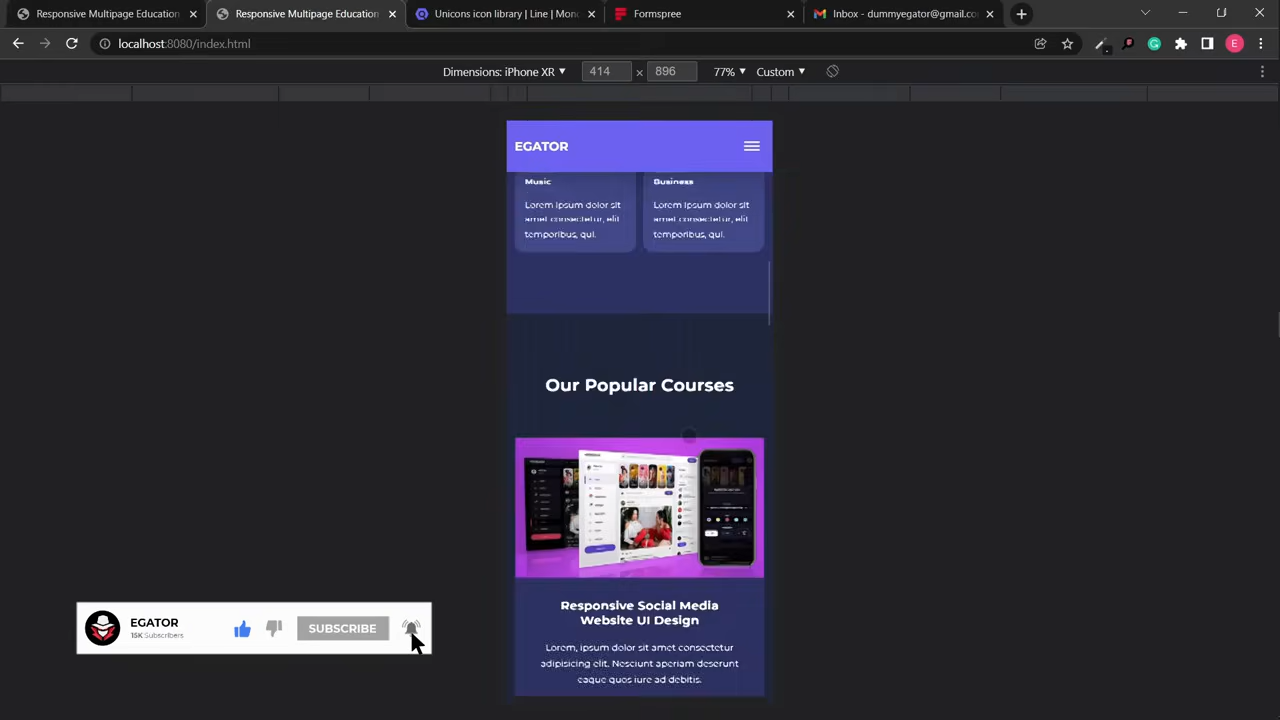 Responsive Multipage Education
Responsive Multipage Education
Unicons icon library | Line | Mono
Formspree
Inbox - dummyegator@gmail.co
localhost:8080/index.html
E
Dimensions: iPhone XR
414 × 896
77%
Custom
EGATOR
Music
Business
Lorem ipsum dolor sit
amet consectetur, elit
temporibus, qui.
Lorem ipsum dolor sit
amet consectetur, elit
temporibus, qui.
Our Popular Courses
Responsive Social Media
Website UI Design
Lorem, ipsum dolor sit amet consectetur
adipisicing elit. Nesciunt aperiam deserunt
eaque quos iure ad debitis.
EGATOR
15K Subscribers
SUBSCRIBE